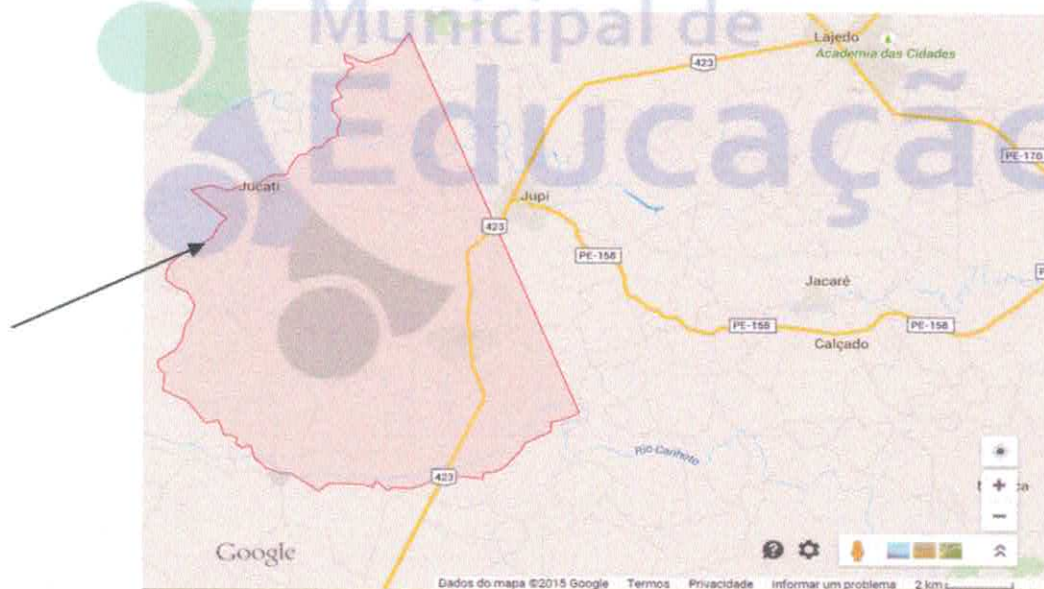 Municipal de
Educação
Lajedo
Academia das Cidades
423
PE-170
Jucati
Jupi
423
PE-158
Jacaré
PE-158
PE-158
Calçado
Rio Canhoto
423
Google
Dados do mapa ©2015 Google Termos Privacidade Informar um problema 2 km